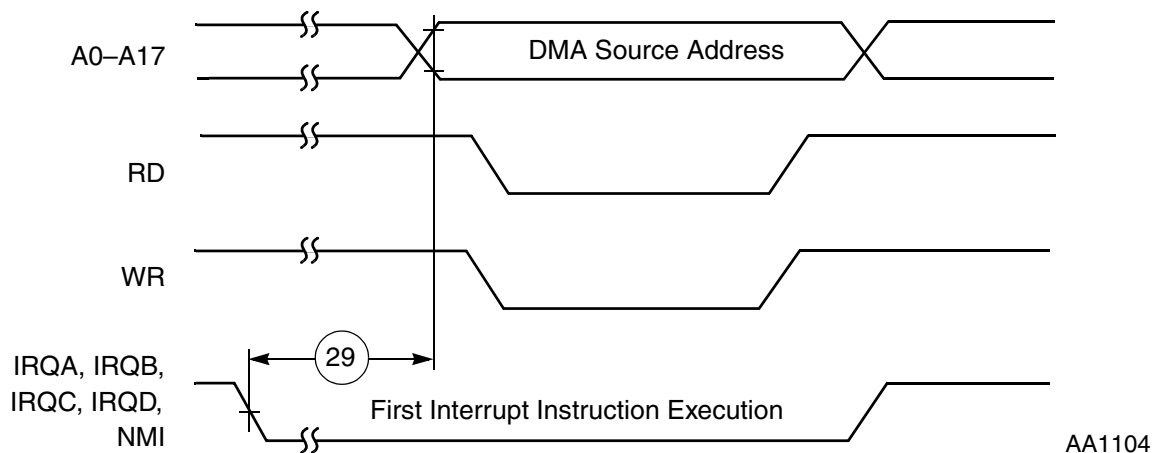 A0–A17
DMA Source Address
RD
WR
29
IRQA, IRQB,
IRQC, IRQD,
NMI
First Interrupt Instruction Execution
AA1104